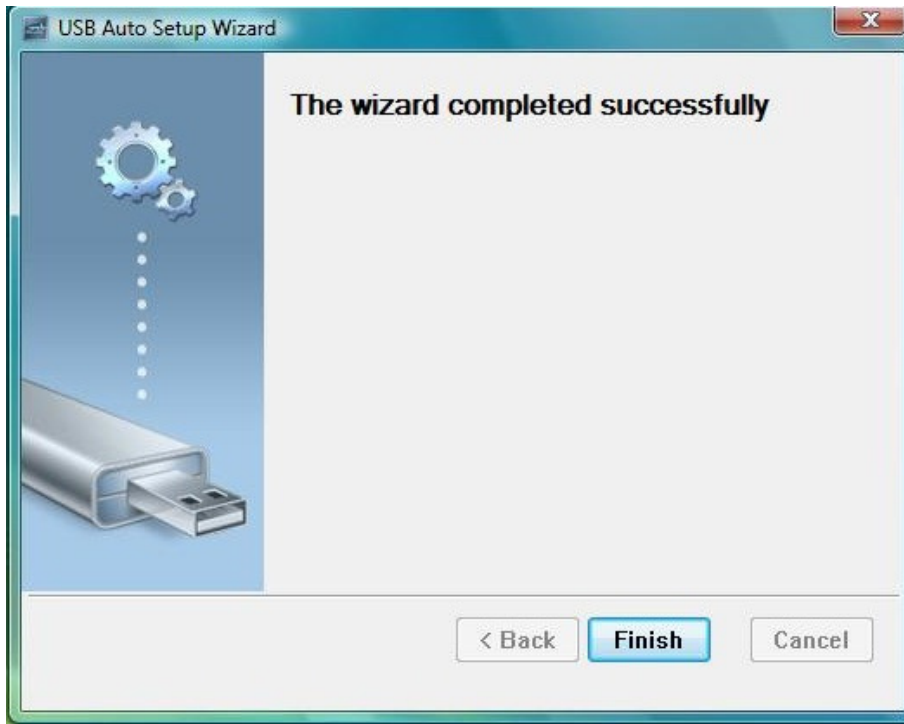 USB Auto Setup Wizard
X
The wizard completed successfully
< Back Finish Cancel